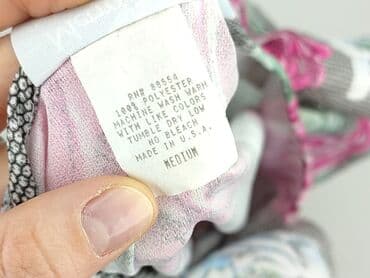 RN# 89554
100% POLYESTER
MACHINE WASH WARM
WITH LIKE COLORS
TUMBLE DRY LOW
NO BLEACH
MADE IN U.S.A.
MEDIUM